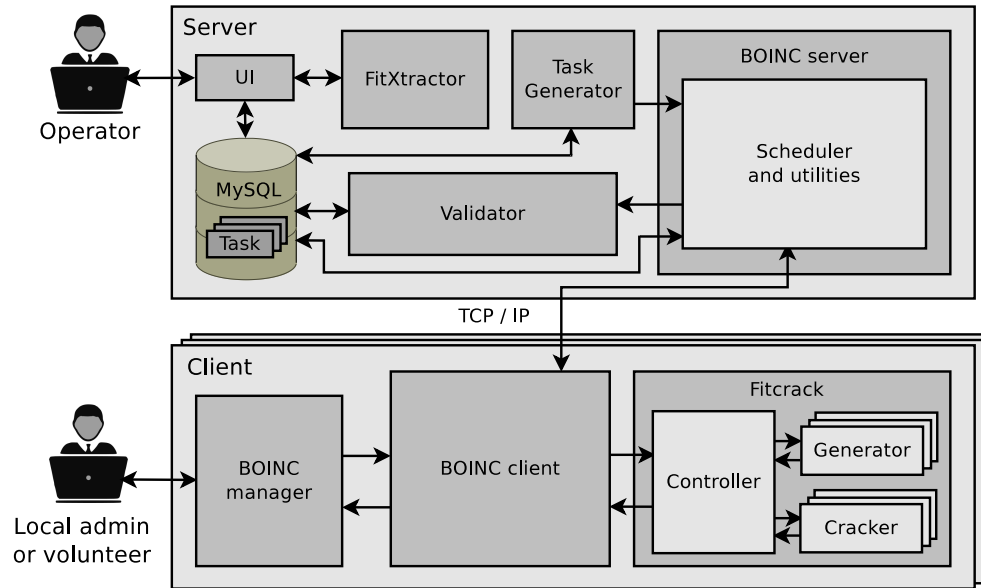 Server
BOINC server
UI
FitXtractor
Task
Generator
Operator
Scheduler
and utilities
MySQL
Validator
Task
TCP / IP
Client
Fitcrack
BOINC
manager
BOINC client
Controller
Generator
Cracker
Local admin
or volunteer